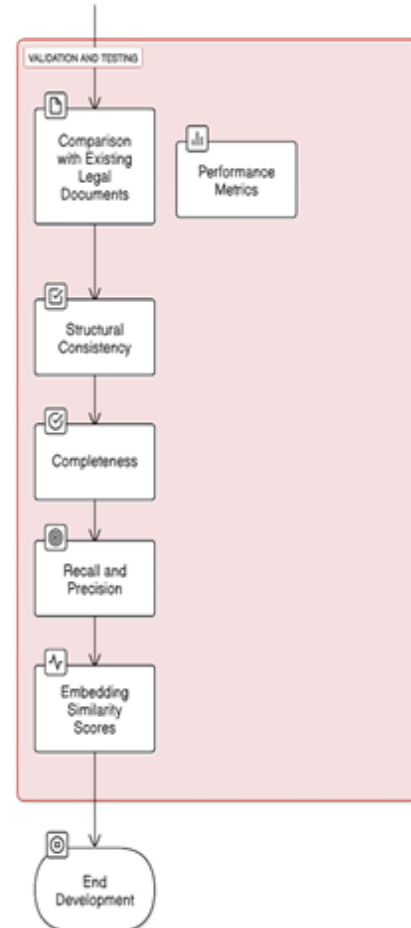 VALIDATION AND TESTING
Comparison
with Existing
Legal
Documents
Performance
Metrics
Structural
Consistency
Completeness
Recall and
Precision
Embedding
Similarity
Scores
End
Development